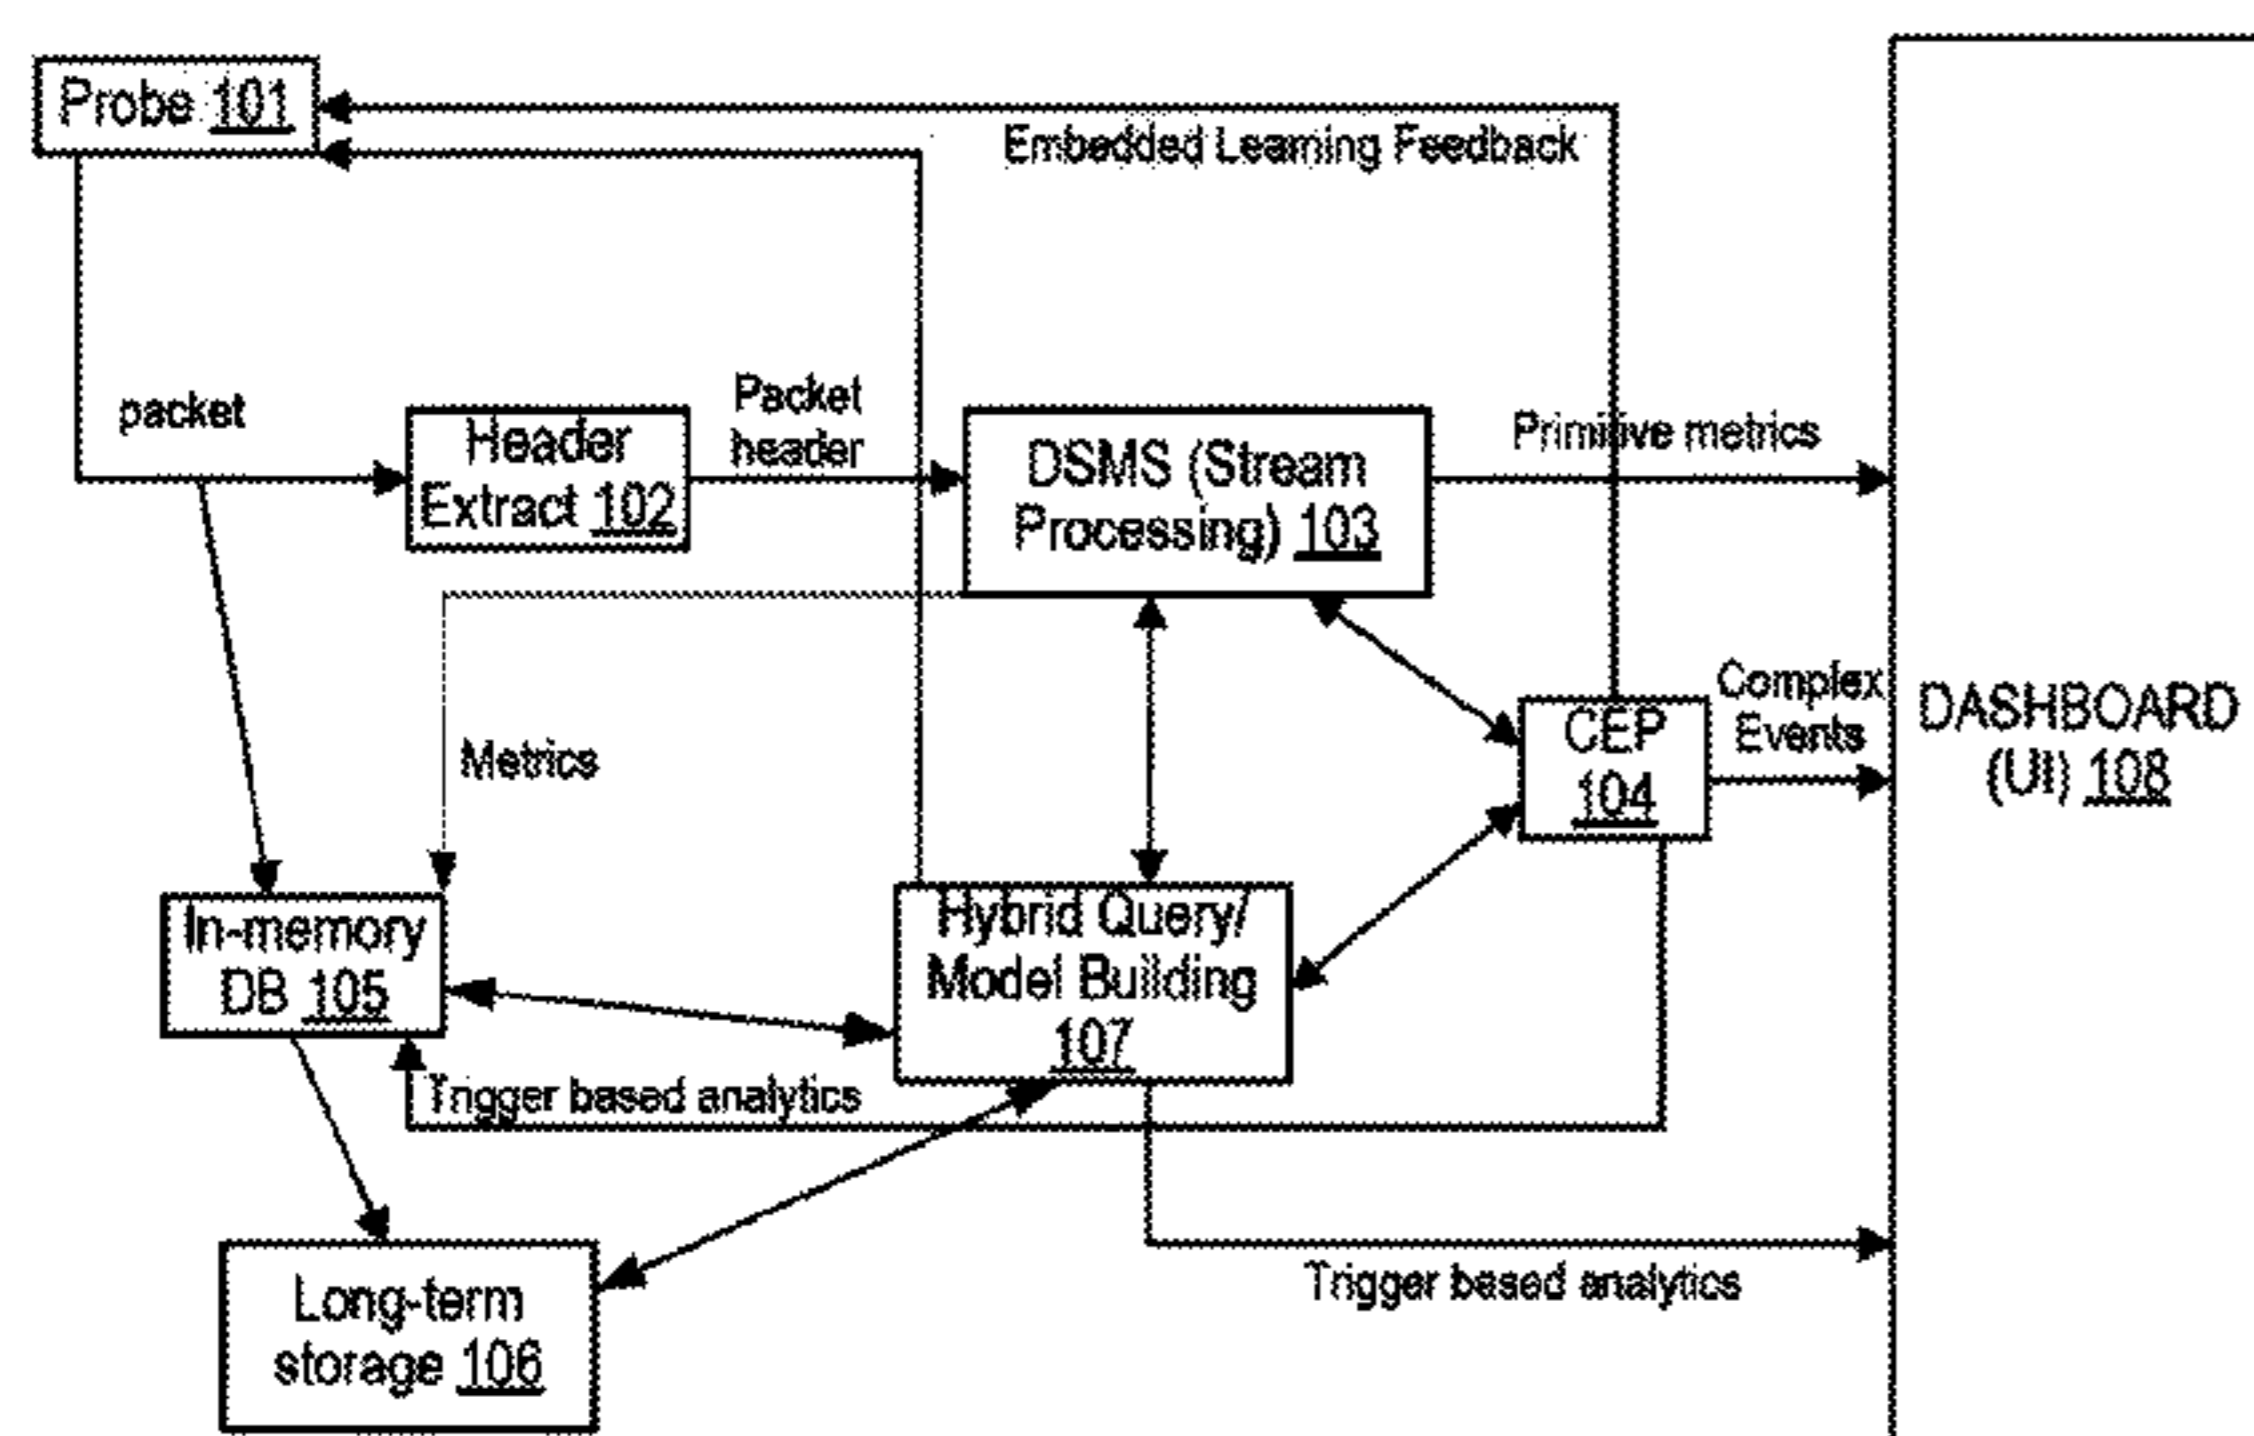 Probe 101
Embedded Learning Feedback
packet
Header
Extract 102
Packet
header
DSMS (Stream
Processing) 103
Primitive metrics
Metrics
CEP
104
Complex
Events
DASHBOARD
(UI) 108
In-memory
DB 105
Hybrid Query/
Model Building
107
Trigger based analytics
Trigger based analytics
Long-term
storage 106